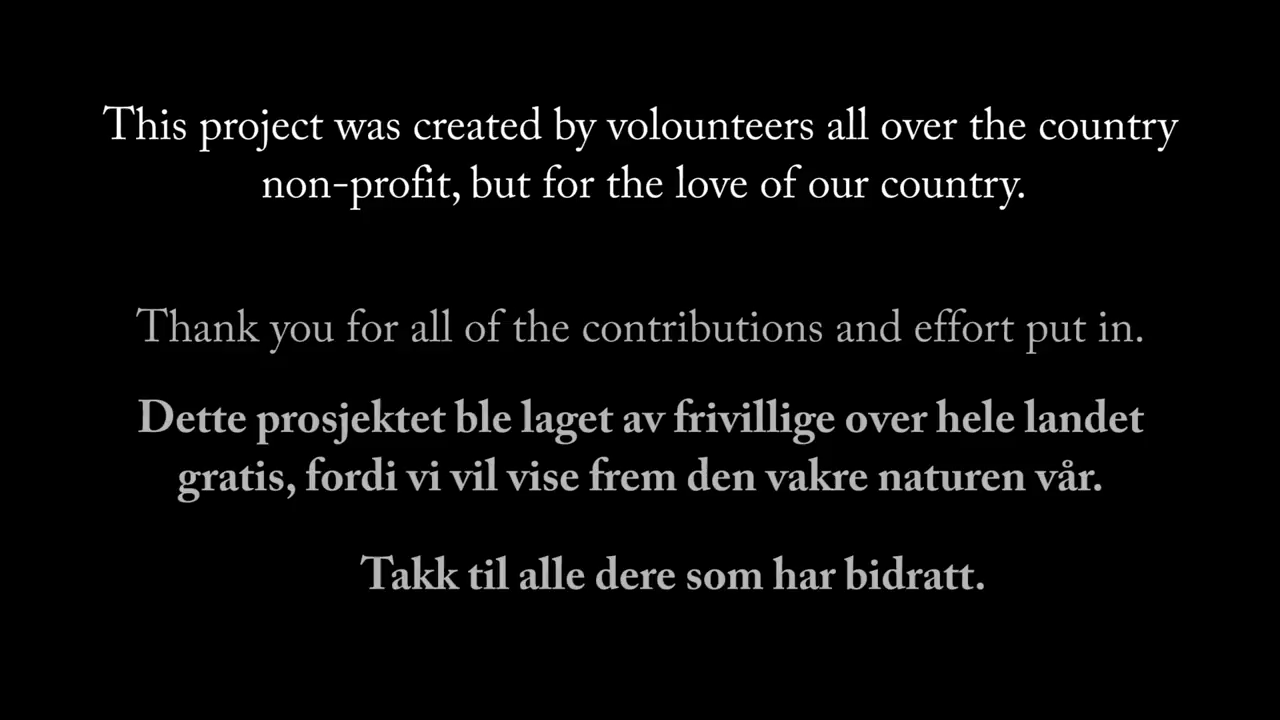 This project was created by volounteers all over the country
non-profit, but for the love of our country.
Thank you for all of the contributions and effort put in.
Dette prosjektet ble laget av frivillige over hele landet
gratis, fordi vi vil vise frem den vakre naturen vår.
Takk til alle dere som har bidratt.